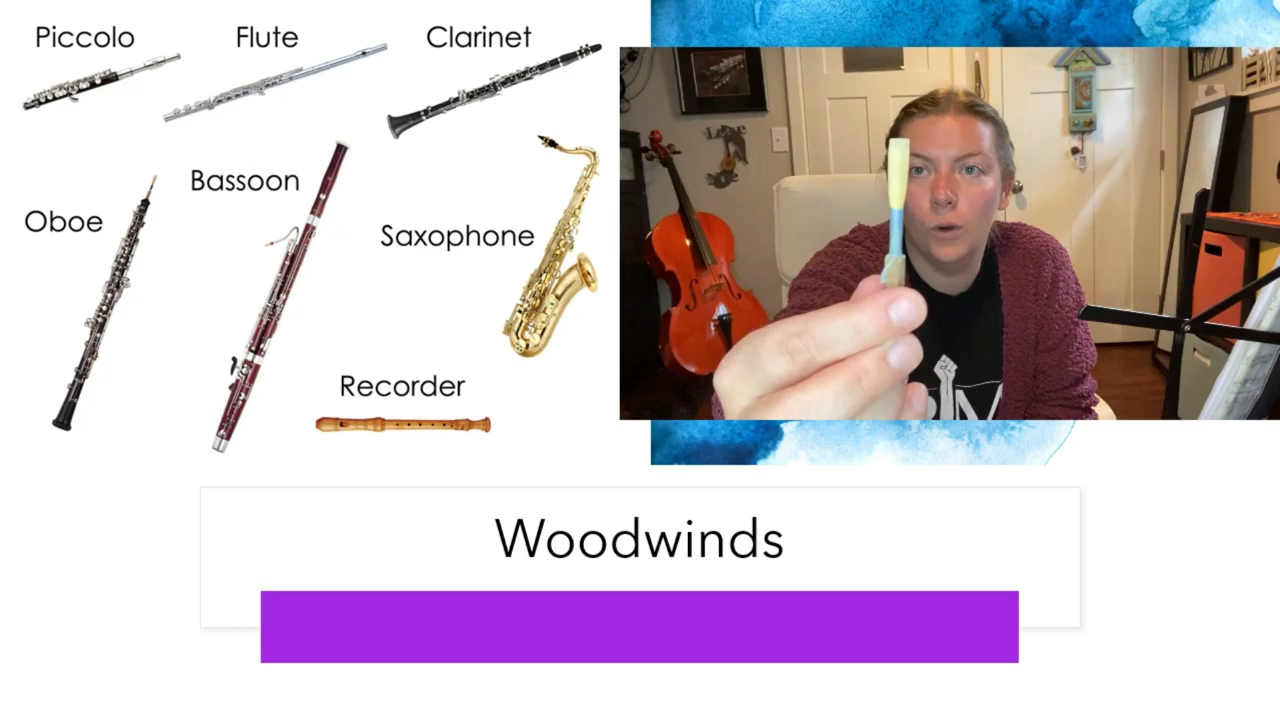 Piccolo
Flute
Clarinet
Bassoon
Oboe
Saxophone
Recorder
Woodwinds